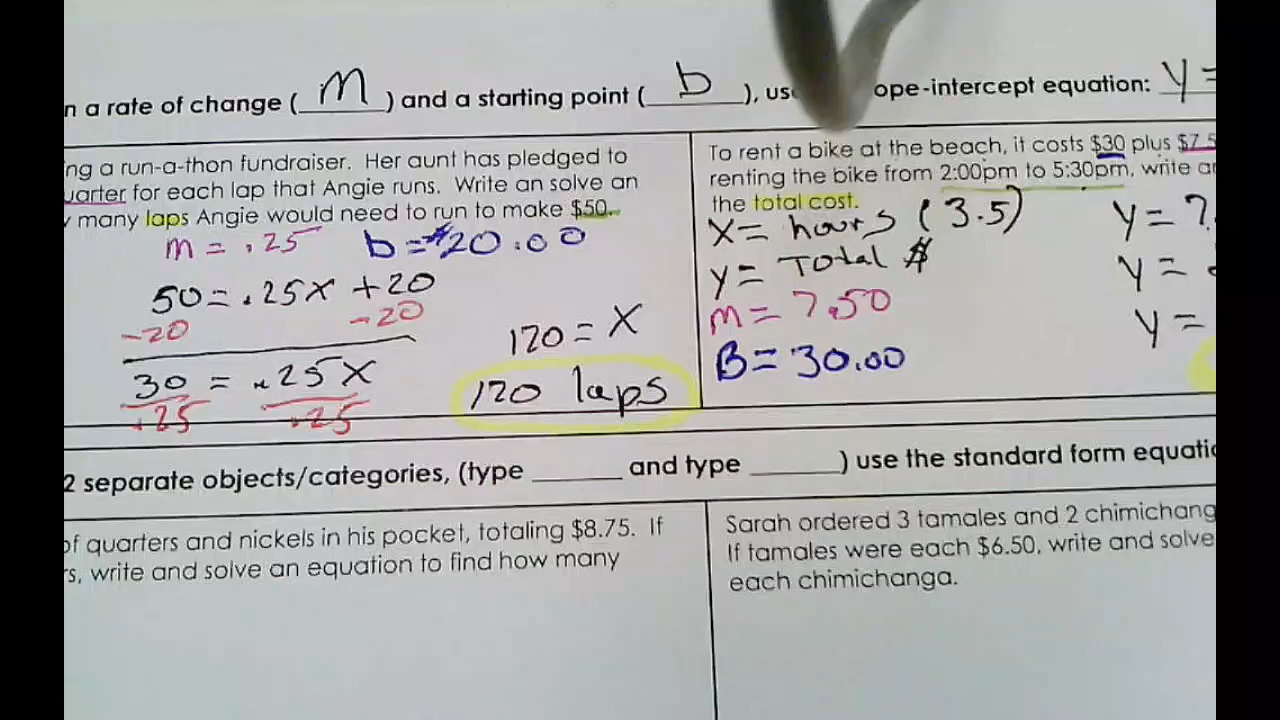 n a rate of change ( m ) and a starting point ( b ), use ope-intercept equation: y =
ing a run-a-thon fundraiser. Her aunt has pledged to
uarter for each lap that Angie runs. Write an solve an
y many laps Angie would need to run to make $50.
m = .25 b = $20.00
50 = .25x + 20
-20 -20
30 = .25x
.25 .25
120 = x
120 laps
To rent a bike at the beach, it costs $30 plus $7.5
renting the bike from 2:00pm to 5:30pm, write an
the total cost.
x = hours (3.5)
y = Total $
m = 7.50
B = 30.00
y = 7.
y =
y =
2 separate objects/categories, (type ______ and type ______) use the standard form equatio
of quarters and nickels in his pocket, totaling $8.75. If
rs, write and solve an equation to find how many
Sarah ordered 3 tamales and 2 chimichang
If tamales were each $6.50, write and solve
each chimichanga.